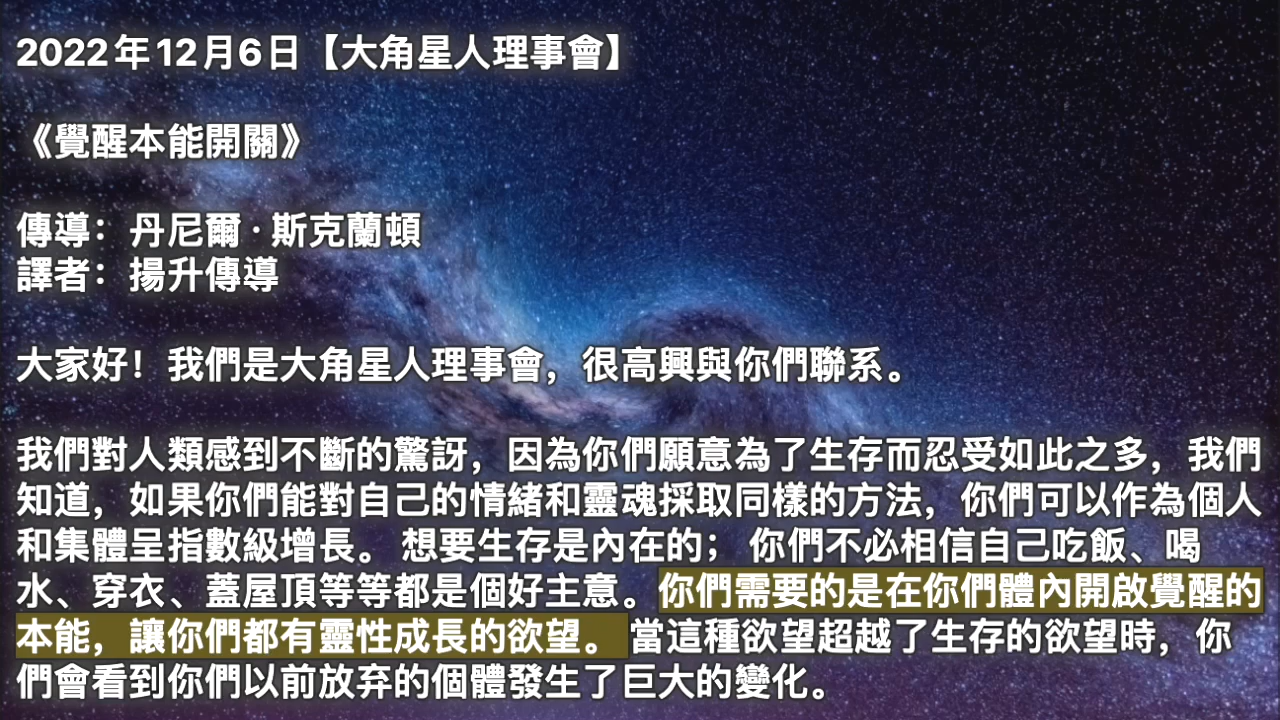 2022年12月6日【大角星人理事會】
《覺醒本能開關》
傳導：丹尼爾·斯克蘭頓
譯者：揚升傳導
大家好！我們是大角星人理事會，很高興與你們聯系。
我們對人類感到不斷的驚訝，因為你們願意為了生存而忍受如此之多，我們
知道，如果你們能對自己的情緒和靈魂採取同樣的方法，你們可以作為個人
和集體呈指數級增長。 想要生存是內在的； 你們不必相信自己吃飯、喝
水、穿衣、蓋屋頂等等都是個好主意。你們需要的是在你們體內開啟覺醒的
本能，讓你們都有靈性成長的欲望。 當這種欲望超越了生存的欲望時，你
們會看到你們以前放弃的個體發生了巨大的變化。